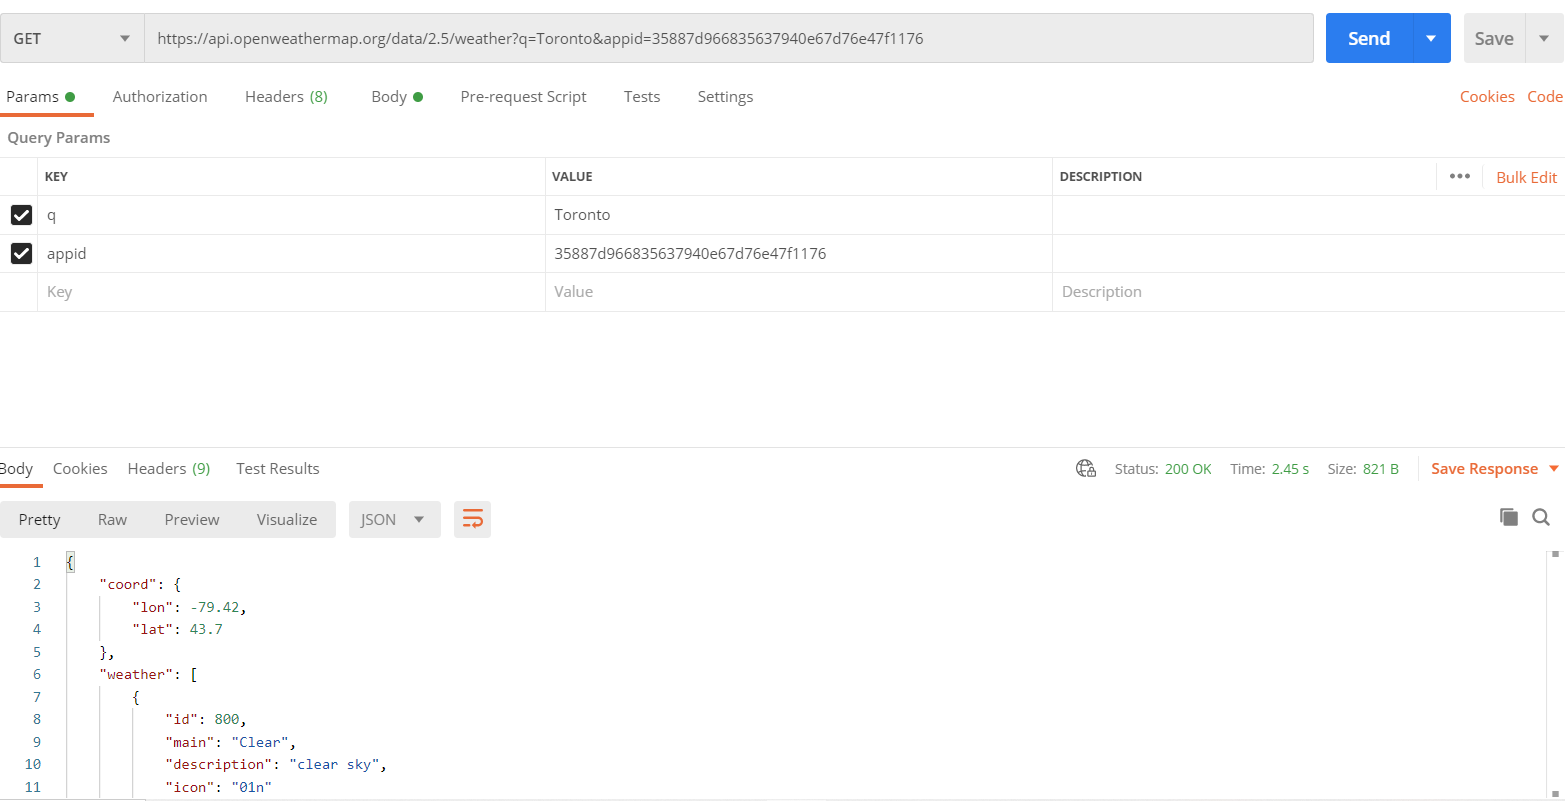 GET https://api.openweathermap.org/data/2.5/weather?q=Toronto&appid=35887d966835637940e67d76e47f1176 Send Save
Params Authorization Headers (8) Body Pre-request Script Tests Settings Cookies Code
Query Params
KEY VALUE DESCRIPTION ••• Bulk Edit
q Toronto
appid 35887d966835637940e67d76e47f1176
Key Value Description
Body Cookies Headers (9) Test Results Status: 200 OK Time: 2.45 s Size: 821 B Save Response
Pretty Raw Preview Visualize JSON
1 {
2 "coord": {
3 "lon": -79.42,
4 "lat": 43.7
5 },
6 "weather": [
7 {
8 "id": 800,
9 "main": "Clear",
10 "description": "clear sky",
11 "icon": "01n"